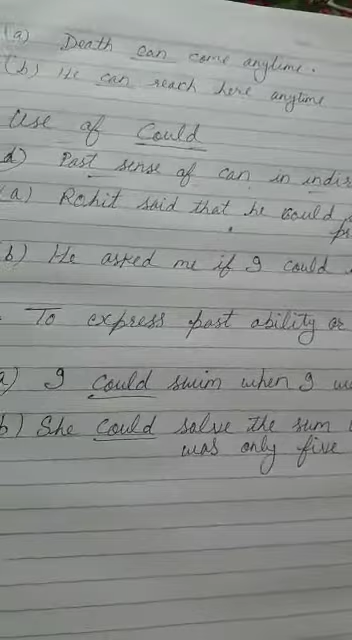 (a) Death can come anytime.
(b) He can reach here anytime
Use of Could
d) Past sense of can in indi
(a) Rohit said that he could
b) He asked me if I could
To express past ability or
a) I could swim when I wa
b) She could solve the sum
was only five